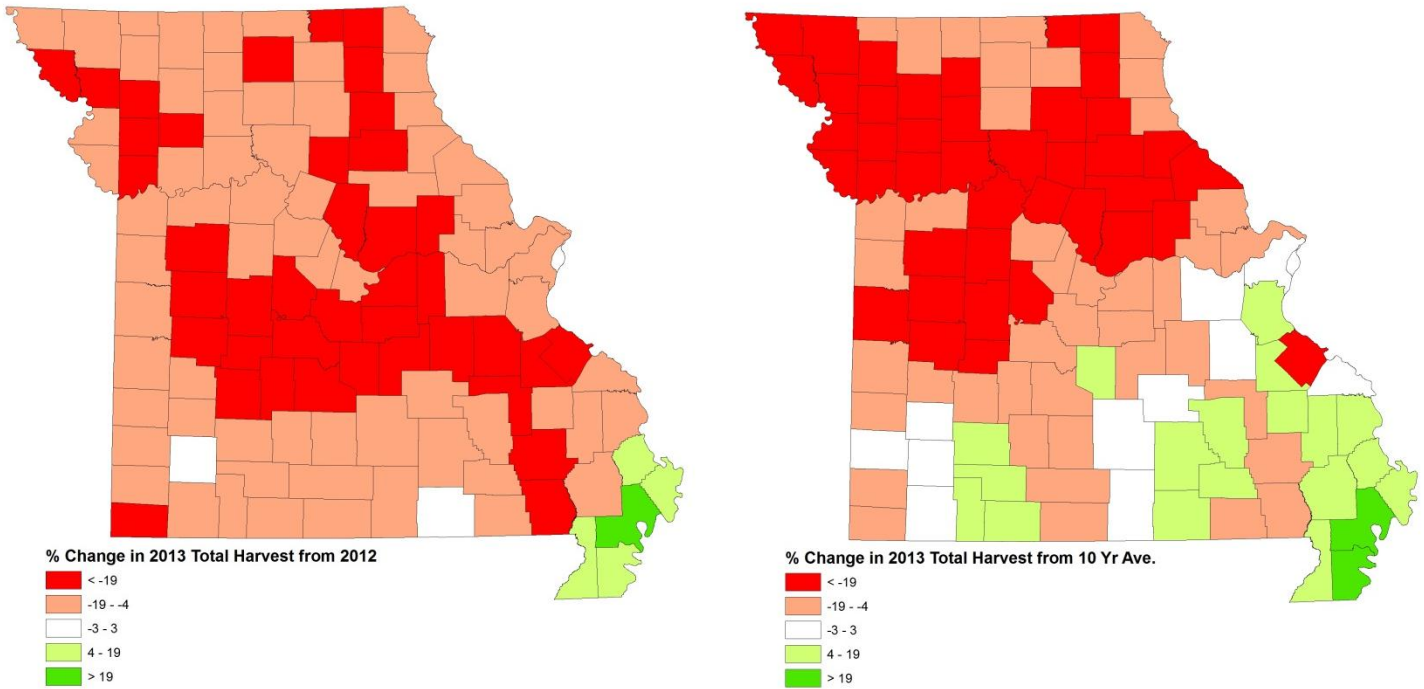 % Change in 2013 Total Harvest from 2012
< -19
-19 - -4
-3 - 3
4 - 19
> 19
% Change in 2013 Total Harvest from 10 Yr Ave.
< -19
-19 - -4
-3 - 3
4 - 19
> 19